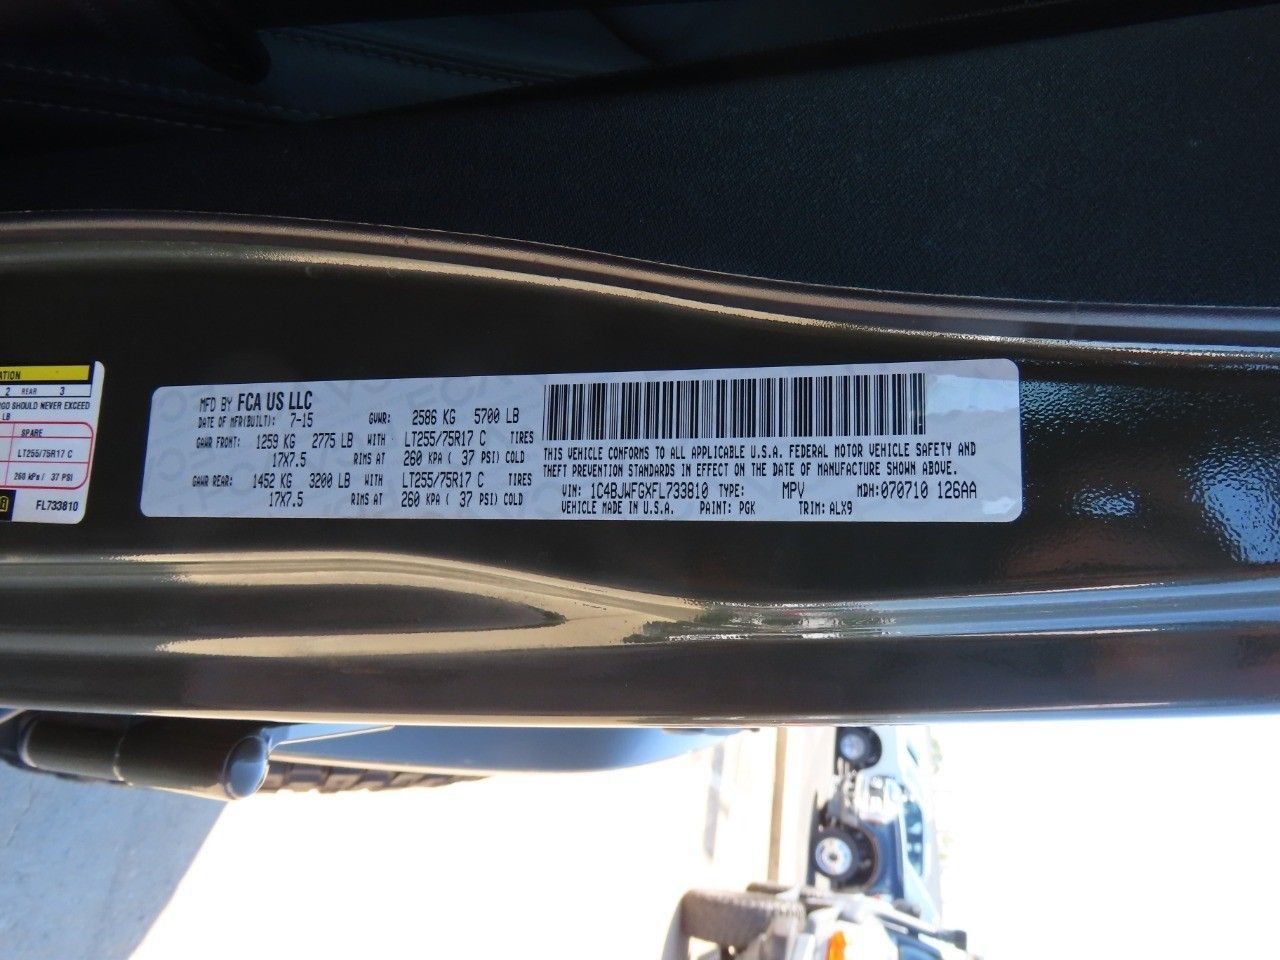 ATION
2 REAR 3
RGO SHOULD NEVER EXCEED
LB
SPARE
LT255/75R17 C
260 kPa / 37 PSI
FL733810
MFD BY FCA US LLC
DATE OF MFR(BUILT): 7-15 GVWR: 2586 KG 5700 LB
GAWR FRONT: 1259 KG 2775 LB WITH LT255/75R17 C TIRES
17X7.5 RIMS AT 260 KPA ( 37 PSI) COLD
GAWR REAR: 1452 KG 3200 LB WITH LT255/75R17 C TIRES
17X7.5 RIMS AT 260 KPA ( 37 PSI) COLD
THIS VEHICLE CONFORMS TO ALL APPLICABLE U.S.A. FEDERAL MOTOR VEHICLE SAFETY AND
THEFT PREVENTION STANDARDS IN EFFECT ON THE DATE OF MANUFACTURE SHOWN ABOVE.
VIN: 1C4BJWFGXFL733810 TYPE: MPV MDH: 070710 126AA
VEHICLE MADE IN U.S.A. PAINT: PGK TRIM: ALX9